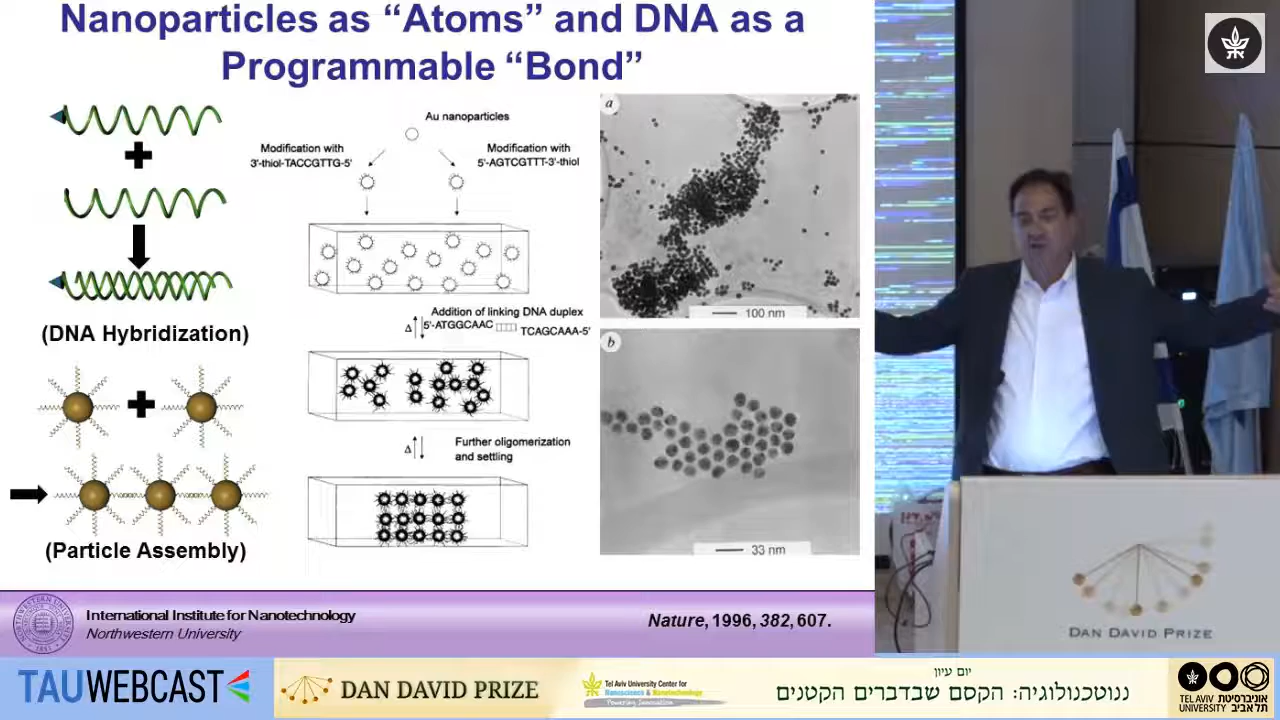 Nanoparticles as “Atoms” and DNA as a
Programmable “Bond”
(DNA Hybridization)
(Particle Assembly)
Au nanoparticles
Modification with
3'-thiol-TACCGTTG-5'
Modification with
5'-AGTCGTTT-3'-thiol
Addition of linking DNA duplex
Δ
5'-ATGGCAAC
TCAGCAAA-5'
Δ
Further oligomerization
and settling
a
100 nm
b
33 nm
International Institute for Nanotechnology
Northwestern University
Nature, 1996, 382, 607.
DAN DAVID PRIZE
TAUWEBCAST
DAN DAVID PRIZE
Tel Aviv University Center for
Nanoscience & Nanotechnology
Powering Innovation
יום עיון
ננוטכנולוגיה: הקסם שבדברים הקטנים
TEL AVIV אוניברסיטת
UNIVERSITY תל אביב